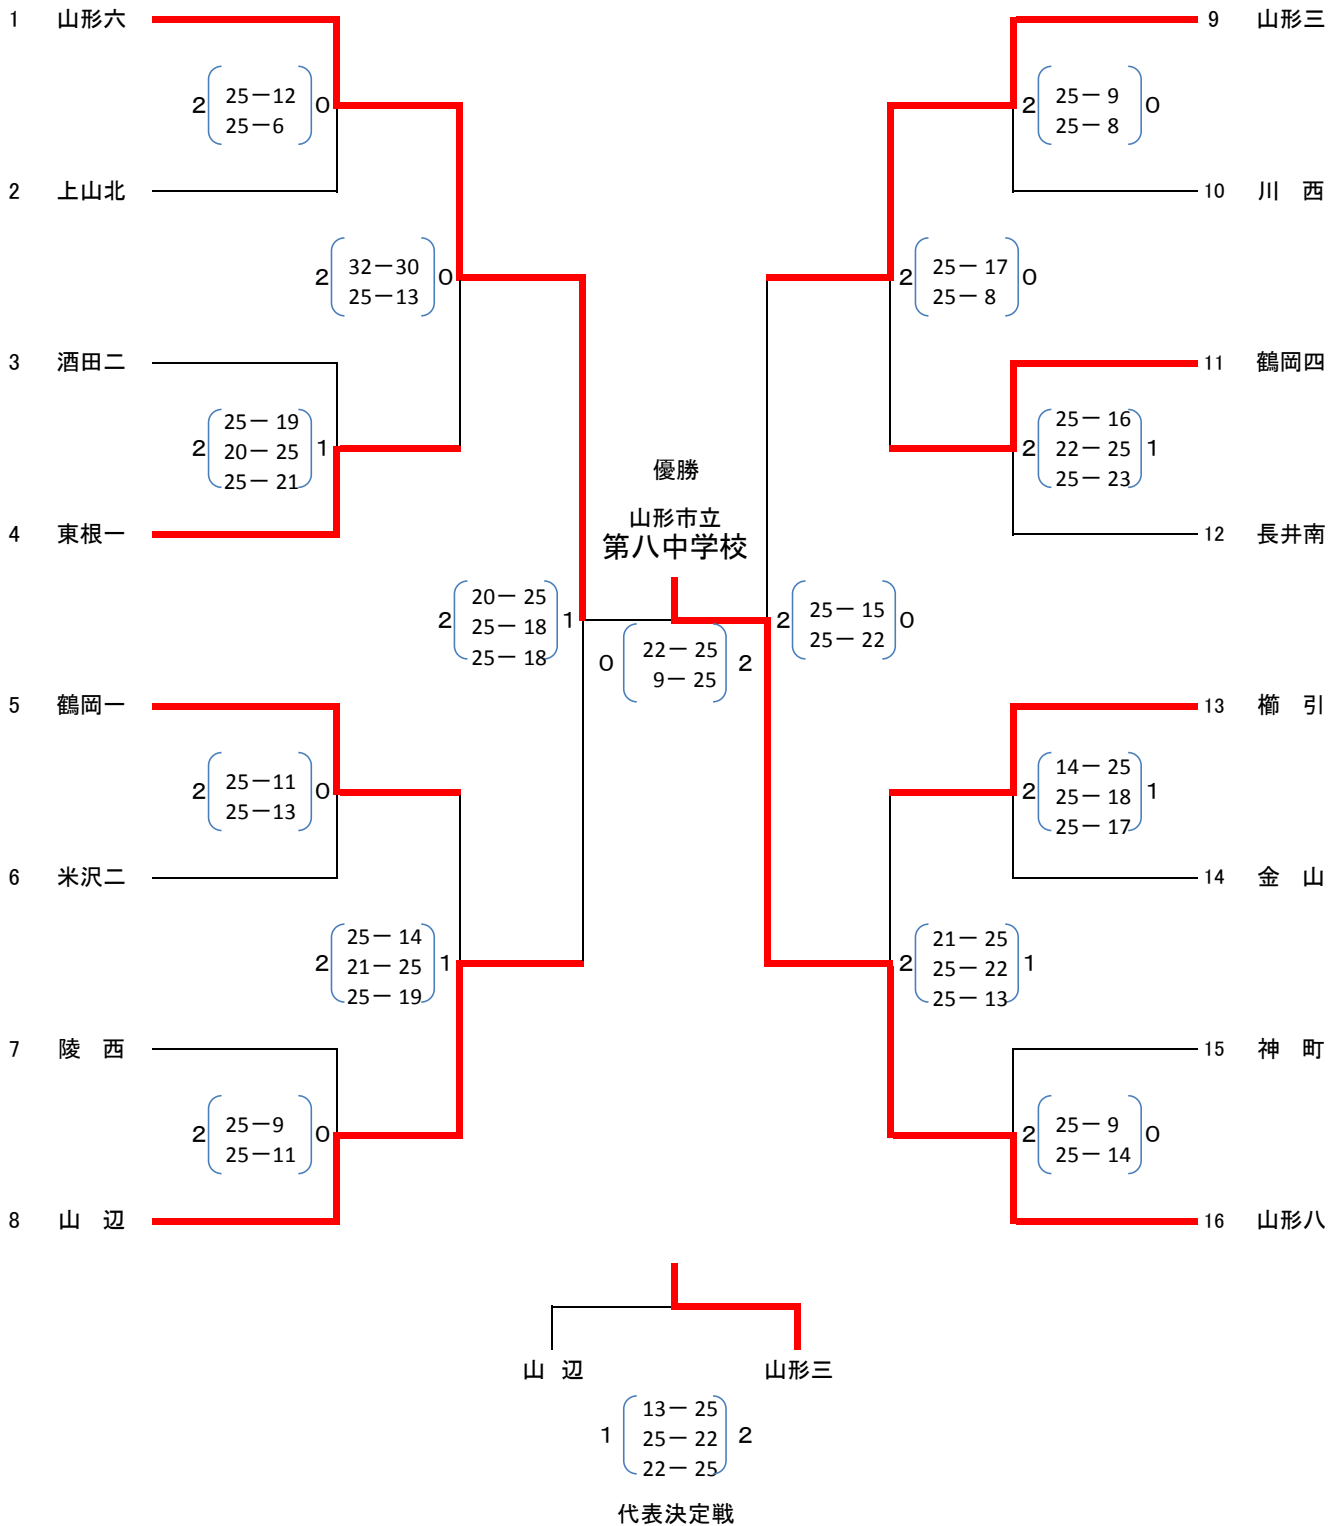 1 山形六
2 25－12 0
25－6
2 上山北
2 32－30 0
25－13
3 酒田二
25－ 19
2 20－ 25 1
25－ 21
4 東根一
20－ 25
2 25－ 18 1
25－ 18
5 鶴岡一
2 25－11 0
25－13
6 米沢二
25－ 14
2 21－ 25 1
25－ 19
7 陵 西
2 25－9 0
25－11
8 山 辺
優勝
山形市立
第八中学校
0 22－ 25 2
9－ 25
9 山形三
2 25－ 9 0
25－ 8
10 川 西
2 25－ 17 0
25－ 8
11 鶴岡四
25－ 16
2 22－ 25 1
25－ 23
12 長井南
2 25－ 15 0
25－ 22
13 櫛 引
14－ 25
2 25－ 18 1
25－ 17
14 金 山
21－ 25
2 25－ 22 1
25－ 13
15 神 町
2 25－ 9 0
25－ 14
16 山形八
山 辺 山形三
13－ 25
1 25－ 22 2
22－ 25
代表決定戦